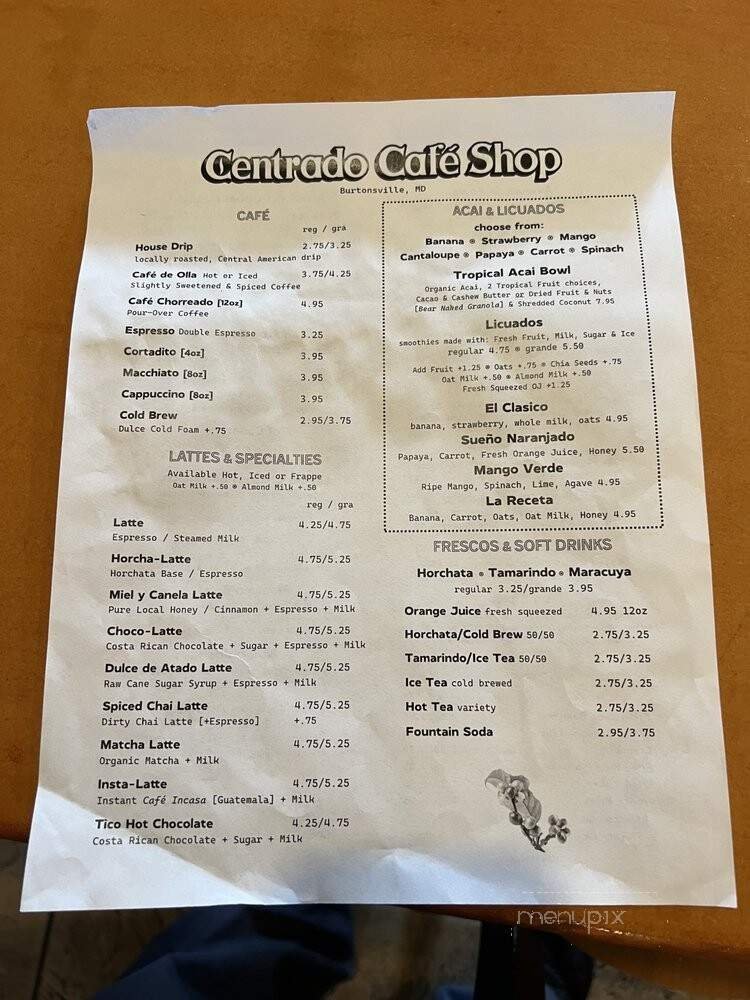 Centrado Café Shop
Burtonsville, MD
CAFÉ
reg / gra
House Drip 2.75/3.25
locally roasted, Central American drip
Café de Olla Hot or Iced 3.75/4.25
Slightly Sweetened & Spiced Coffee
Café Chorreado [12oz] 4.95
Pour-Over Coffee
Espresso Double Espresso 3.25
Cortadito [4oz] 3.95
Macchiato [8oz] 3.95
Cappuccino [8oz] 3.95
Cold Brew 2.95/3.75
Dulce Cold Foam +.75
LATTES & SPECIALTIES
Available Hot, Iced or Frappe
Oat Milk +.50 ® Almond Milk +.50
reg / gra
Latte 4.25/4.75
Espresso / Steamed Milk
Horcha-Latte 4.75/5.25
Horchata Base / Espresso
Miel y Canela Latte 4.75/5.25
Pure Local Honey / Cinnamon + Espresso + Milk
Choco-Latte 4.75/5.25
Costa Rican Chocolate + Sugar + Espresso + Milk
Dulce de Atado Latte 4.75/5.25
Raw Cane Sugar Syrup + Espresso + Milk
Spiced Chai Latte 4.75/5.25
Dirty Chai Latte [+Espresso] +.75
Matcha Latte 4.75/5.25
Organic Matcha + Milk
Insta-Latte 4.75/5.25
Instant Café Incasa [Guatemala] + Milk
Tico Hot Chocolate 4.25/4.75
Costa Rican Chocolate + Sugar + Milk
ACAI & LICUADOS
choose from:
Banana ® Strawberry ® Mango
Cantaloupe ® Papaya ® Carrot ® Spinach
Tropical Acai Bowl
Organic Acai, 2 Tropical Fruit choices,
Cacao & Cashew Butter or Dried Fruit & Nuts
[Bear Naked Granola] & Shredded Coconut 7.95
Licuados
smoothies made with: Fresh Fruit, Milk, Sugar & Ice
regular 4.75 ® grande 5.50
Add Fruit +1.25 ® Oats +.75 ® Chia Seeds +.75
Oat Milk +.50 ® Almond Milk +.50
Fresh Squeezed OJ +1.25
El Clasico
banana, strawberry, whole milk, oats 4.95
Sueño Naranjado
Papaya, Carrot, Fresh Orange Juice, Honey 5.50
Mango Verde
Ripe Mango, Spinach, Lime, Agave 4.95
La Receta
Banana, Carrot, Oats, Oat Milk, Honey 4.95
FRESCOS & SOFT DRINKS
Horchata ® Tamarindo ® Maracuya
regular 3.25/grande 3.95
Orange Juice fresh squeezed 4.95 12oz
Horchata/Cold Brew 50/50 2.75/3.25
Tamarindo/Ice Tea 50/50 2.75/3.25
Ice Tea cold brewed 2.75/3.25
Hot Tea variety 2.75/3.25
Fountain Soda 2.95/3.75
menupix